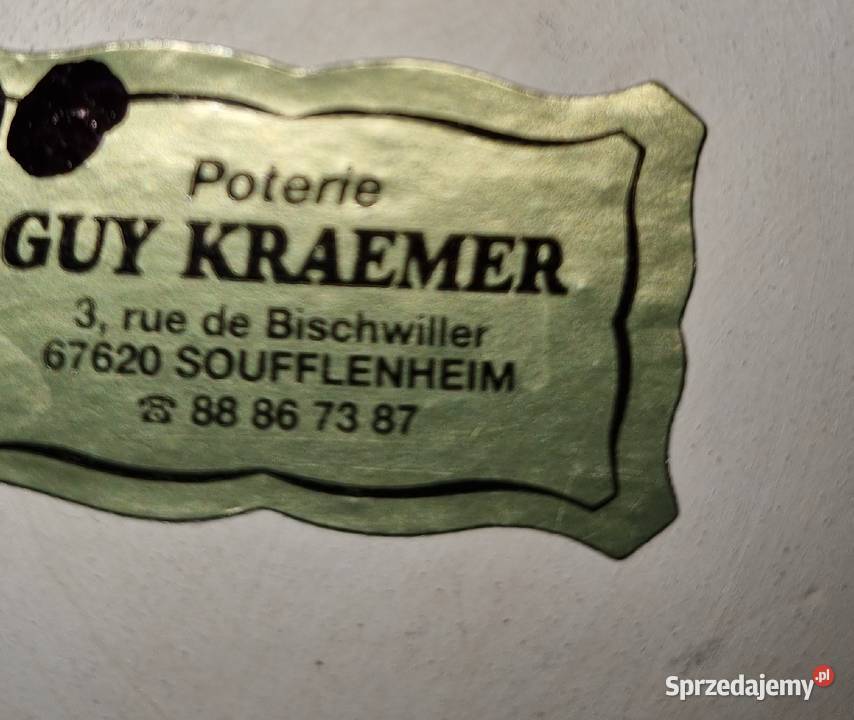 Poterie
GUY KRAEMER
3, rue de Bischwiller
67620 SOUFFLENHEIM
☎ 88 86 73 87
Sprzedajemy.pl